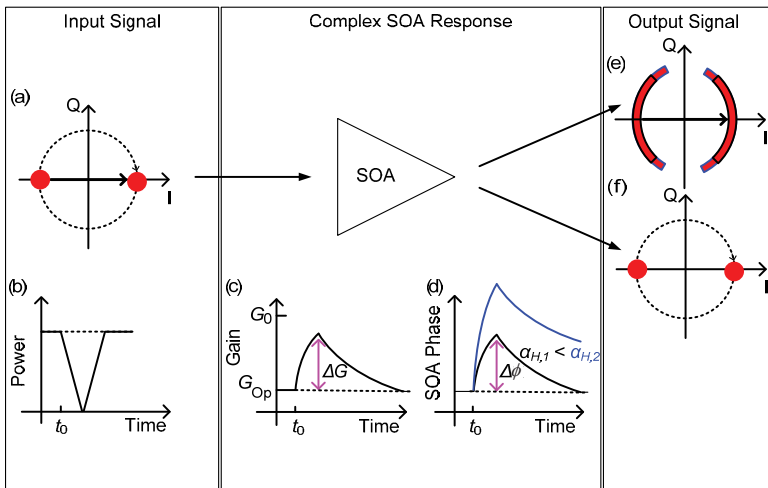 Input Signal
Complex SOA Response
Output Signal
(a)
Q
I
(b)
Power
t0
Time
SOA
(c)
G0
Gain
GOp
ΔG
t0
Time
(d)
SOA Phase
αH,1 < αH,2
Δϕ
t0
Time
(e)
Q
I
(f)
Q
I